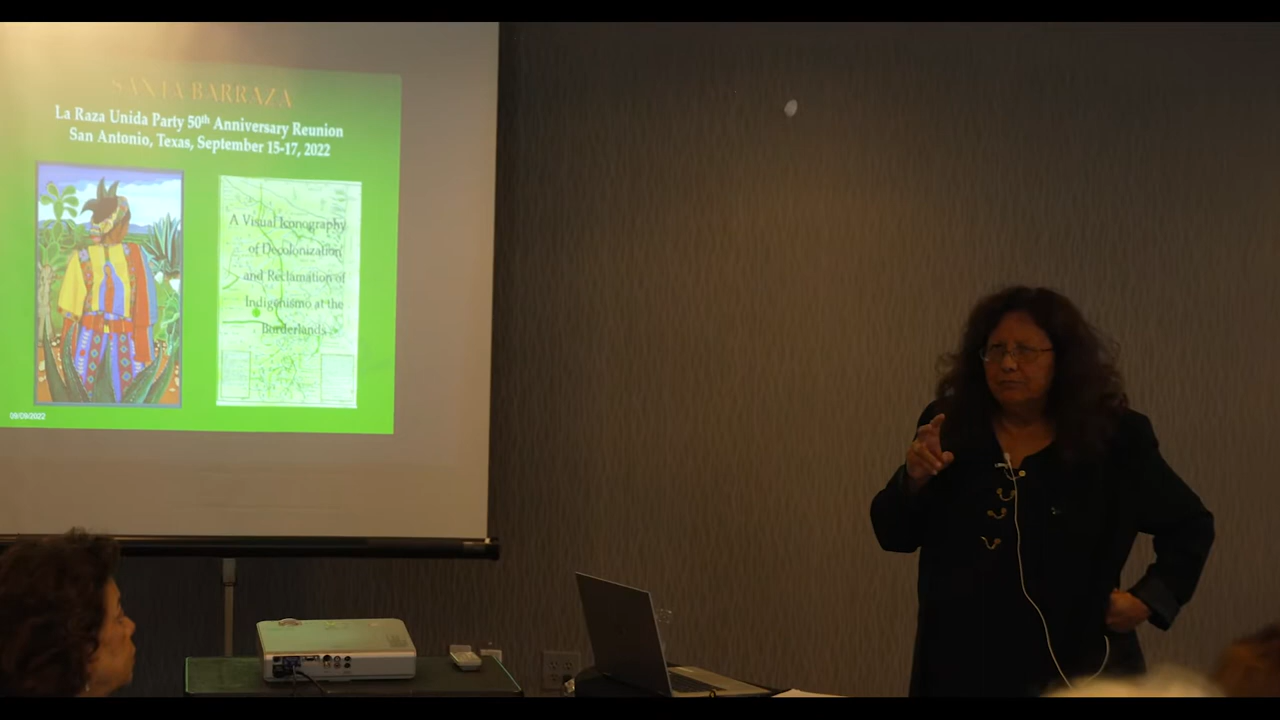 SANTA BARRAZA
La Raza Unida Party 50th Anniversary Reunion
San Antonio, Texas, September 15-17, 2022
A Visual Iconography
of Decolonization
and Reclamation of
Indigenismo at the
Borderlands
09/09/2022